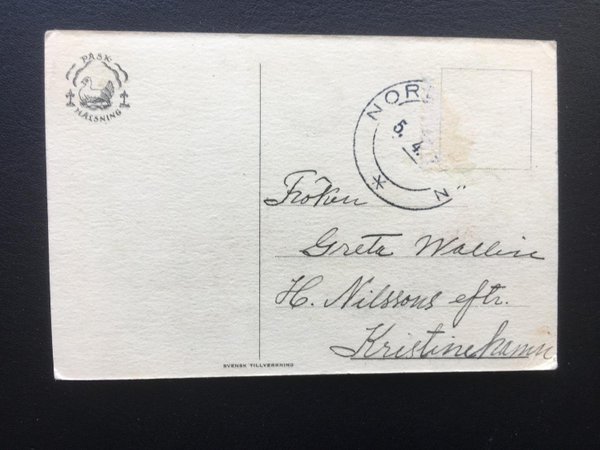 PÅSK
HÄLSNING
NOR
5. 4.
N
Fröken
Greta Wallin
H. Nilssons eftr.
Kristinehamn
SVENSK TILLVERKNING